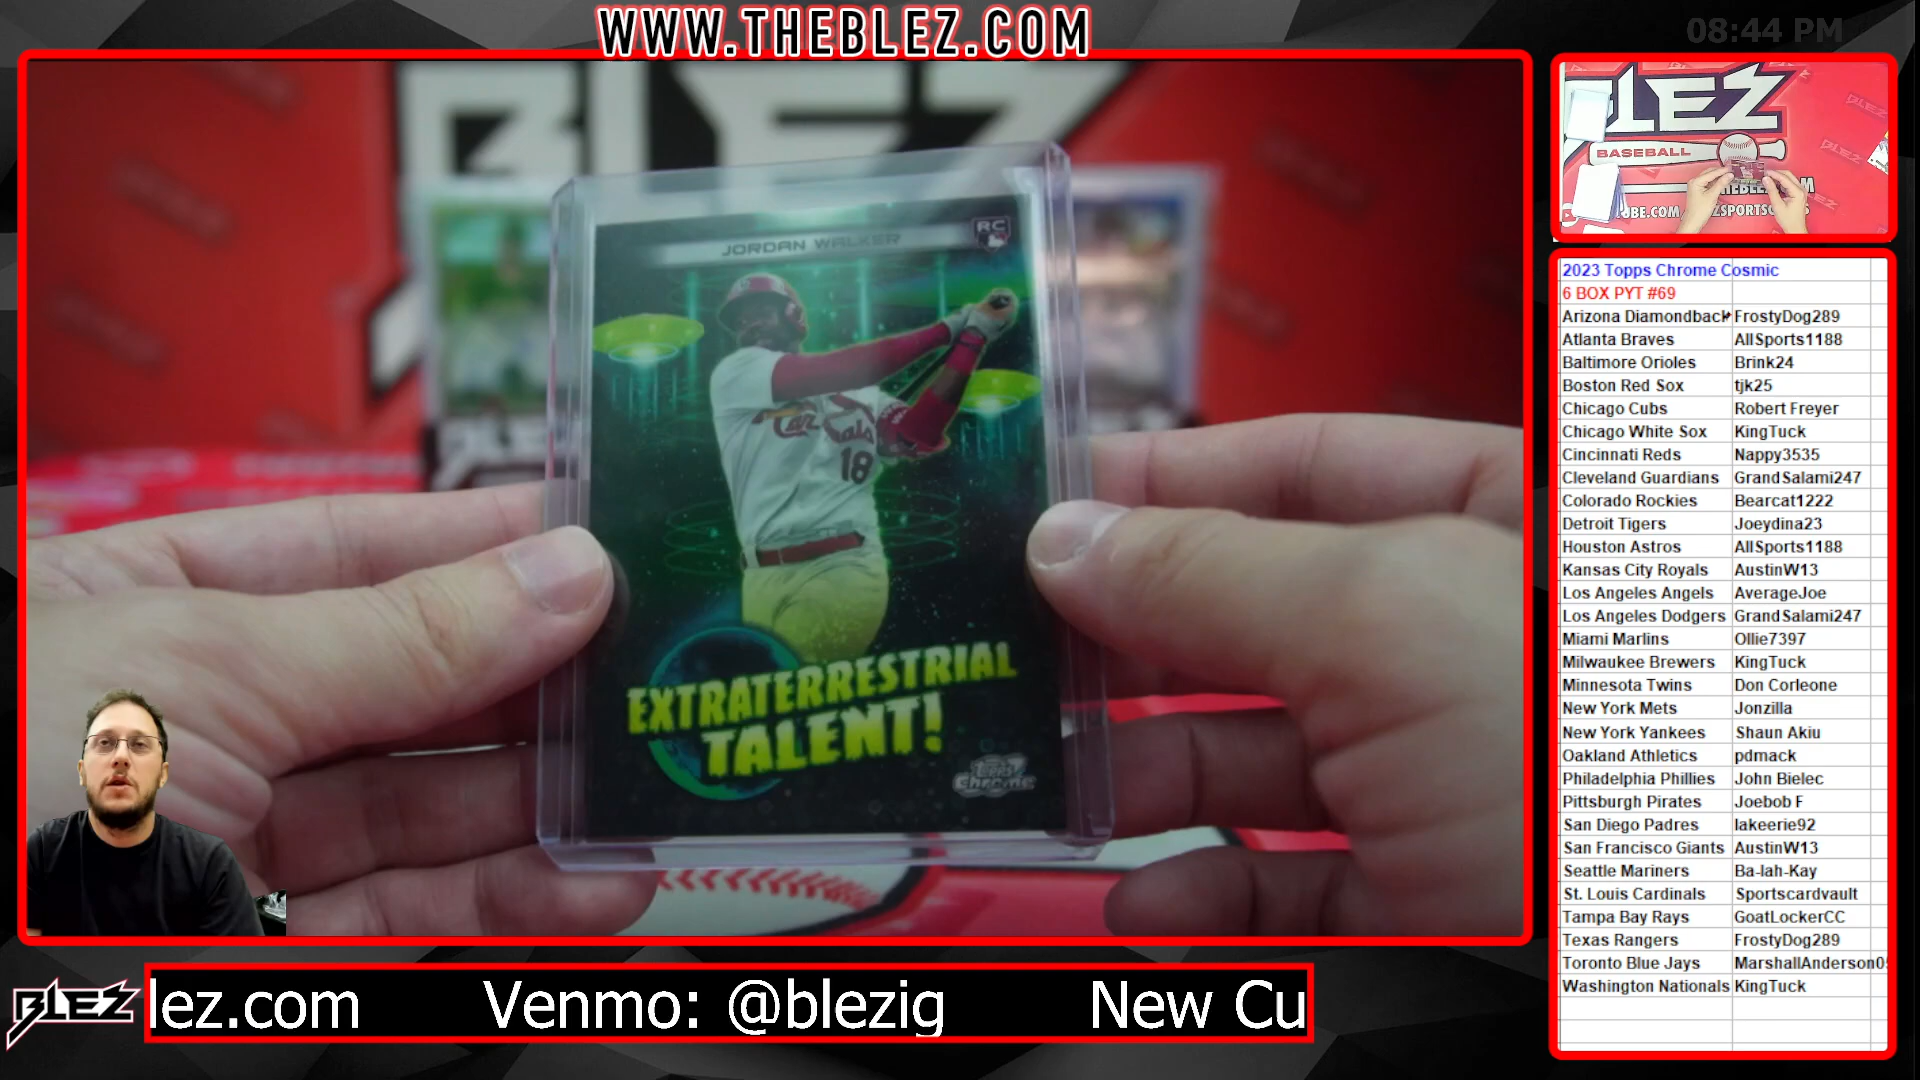 WWW.THEBLEZ.COM
08:44 PM
BLEZ
JORDAN WALKER
RC
Cardinals
18
EXTRATERRESTRIAL
TALENT!
Topps
Chrome
BLEZ
BASEBALL
2023 Topps Chrome Cosmic
6 BOX PYT #69
Arizona Diamondback FrostyDog289
Atlanta Braves AllSports1188
Baltimore Orioles Brink24
Boston Red Sox tjk25
Chicago Cubs Robert Freyer
Chicago White Sox KingTuck
Cincinnati Reds Nappy3535
Cleveland Guardians GrandSalami247
Colorado Rockies Bearcat1222
Detroit Tigers Joeydina23
Houston Astros AllSports1188
Kansas City Royals AustinW13
Los Angeles Angels AverageJoe
Los Angeles Dodgers GrandSalami247
Miami Marlins Ollie7397
Milwaukee Brewers KingTuck
Minnesota Twins Don Corleone
New York Mets Jonzilla
New York Yankees Shaun Akiu
Oakland Athletics pdmack
Philadelphia Phillies John Bielec
Pittsburgh Pirates Joebob F
San Diego Padres lakeerie92
San Francisco Giants AustinW13
Seattle Mariners Ba-lah-Kay
St. Louis Cardinals Sportscardvault
Tampa Bay Rays GoatLockerCC
Texas Rangers FrostyDog289
Toronto Blue Jays MarshallAnderson0
Washington Nationals KingTuck
BLEZ
lez.com Venmo: @blezig New Cu